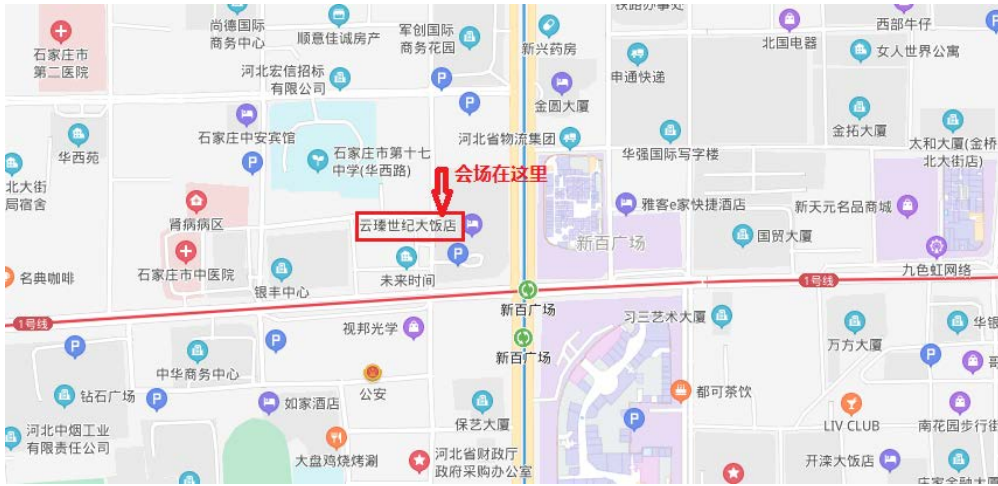 铁路办事处
尚德国际
商务中心
顺意佳诚房产
军创国际
商务花园
新兴药房
北国电器
西部牛仔
女人世界公寓
石家庄市
第二医院
河北宏信招标
有限公司
申通快递
金圆大厦
石家庄中安宾馆
河北省物流集团
金拓大厦
华西苑
石家庄市第十七
中学(华西路)
会场在这里
华强国际写字楼
太和大厦(金桥
北大街店)
北大街
局宿舍
肾病病区
云瑧世纪大饭店
雅客e家快捷酒店
新天元名品商城
新百广场
国贸大厦
石家庄市中医院
名典咖啡
银丰中心
未来时间
九色虹网络
1号线
新百广场
1号线
视邦光学
习三艺术大厦
华银
新百广场
万方大厦
中华商务中心
公安
钻石广场
如家酒店
都可茶饮
保艺大厦
LIV CLUB
南花园步行街
河北中烟工业
有限责任公司
大盘鸡烧烤涮
河北省财政厅
政府采购办公室
开滦大饭店
庄家金融大厦